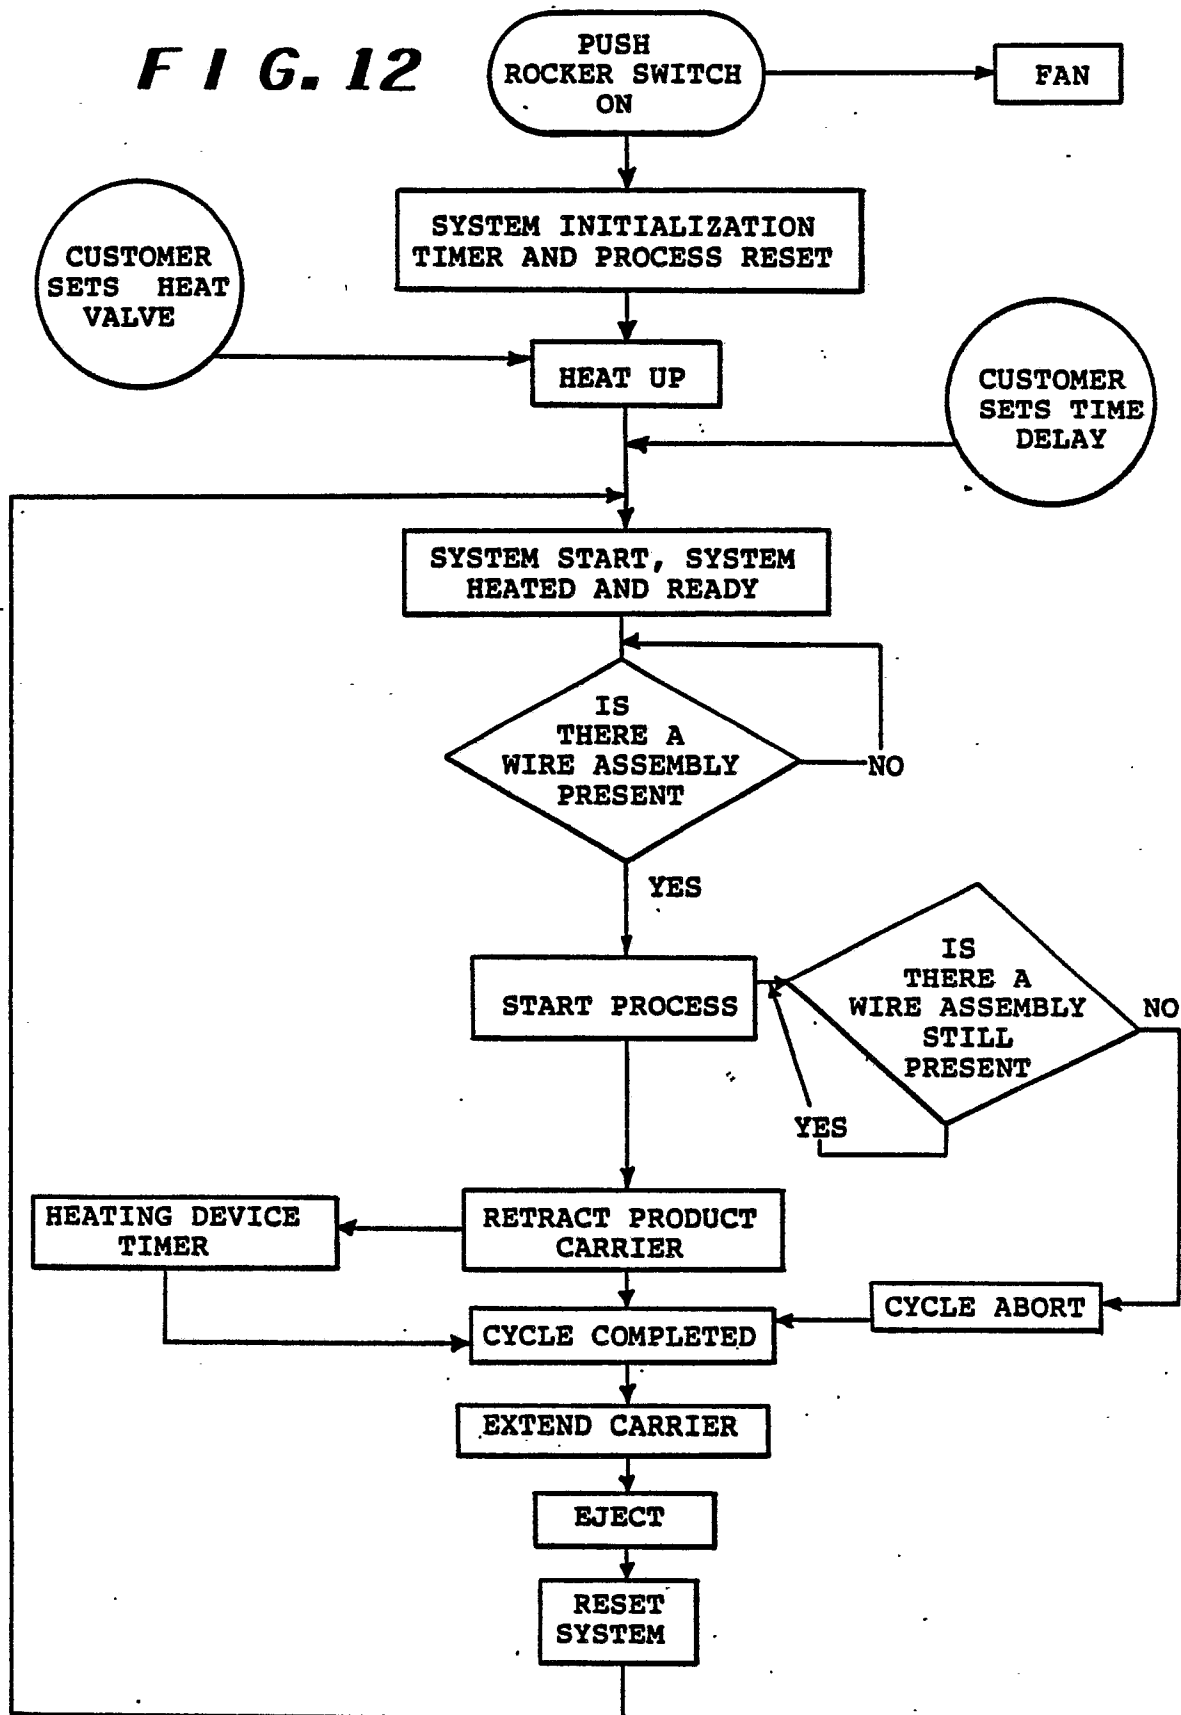 FIG. 12
PUSH
ROCKER SWITCH
ON
FAN
SYSTEM INITIALIZATION
TIMER AND PROCESS RESET
CUSTOMER
SETS HEAT
VALVE
HEAT UP
CUSTOMER
SETS TIME
DELAY
SYSTEM START, SYSTEM
HEATED AND READY
IS
THERE A
WIRE ASSEMBLY
PRESENT
NO
YES
START PROCESS
IS
THERE A
WIRE ASSEMBLY
STILL
PRESENT
NO
YES
HEATING DEVICE
TIMER
RETRACT PRODUCT
CARRIER
CYCLE ABORT
CYCLE COMPLETED
EXTEND CARRIER
EJECT
RESET
SYSTEM